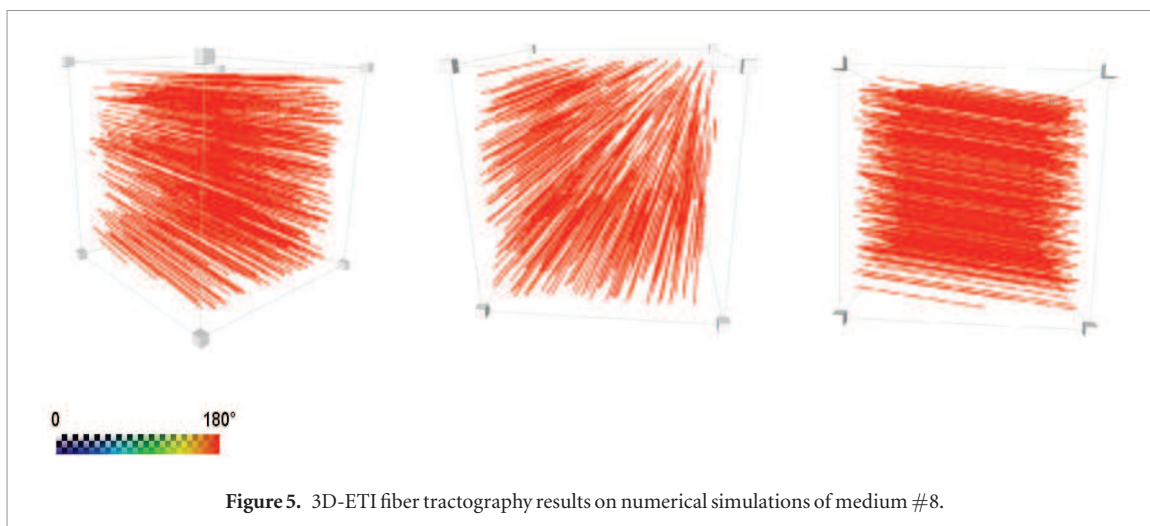 0 180°
Figure 5. 3D-ETI fiber tractography results on numerical simulations of medium #8.